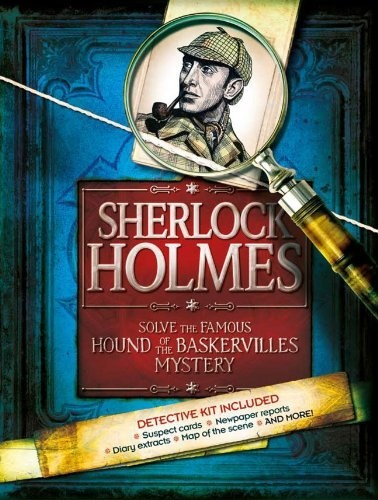 SHERLOCK
HOLMES
SOLVE THE FAMOUS
HOUND OF THE BASKERVILLES
MYSTERY
DETECTIVE KIT INCLUDED
* Suspect cards * Newpaper reports
* Diary extracts * Map of the scene * AND MORE!